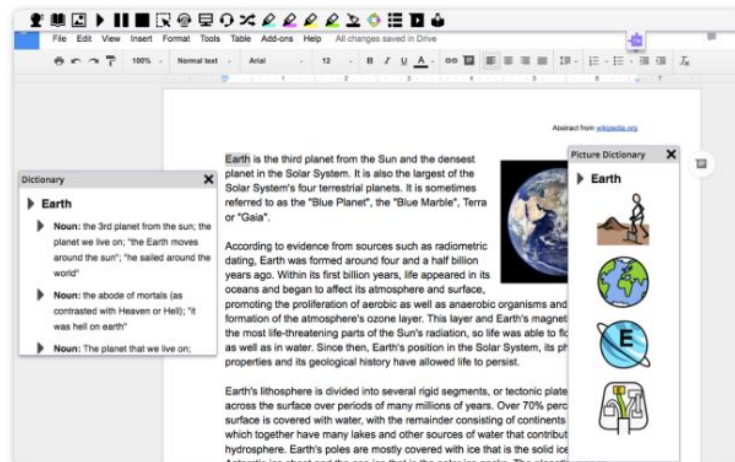 File Edit View Insert Format Tools Table Add-ons Help All changes saved in Drive
100% Normal text Arial 12 B I U A
1 2 3 4 5 6 7
Abstract from wikipedia.org
Earth is the third planet from the Sun and the densest
planet in the Solar System. It is also the largest of the
Solar System's four terrestrial planets. It is sometimes
referred to as the "Blue Planet", the "Blue Marble", Terra
or "Gaia".
According to evidence from sources such as radiometric
dating, Earth was formed around four and a half billion
years ago. Within its first billion years, life appeared in its
oceans and began to affect its atmosphere and surface,
promoting the proliferation of aerobic as well as anaerobic organisms and
formation of the atmosphere's ozone layer. This layer and Earth's magnet
the most life-threatening parts of the Sun's radiation, so life was able to
as well as in water. Since then, Earth's position in the Solar System, its ph
properties and its geological history have allowed life to persist.
Earth's lithosphere is divided into several rigid segments, or tectonic plate
across the surface over periods of many millions of years. Over 70% perc
surface is covered with water, with the remainder consisting of continents
which together have many lakes and other sources of water that contribut
hydrosphere. Earth's poles are mostly covered with ice that is the solid ice
Dictionary X
Earth
Noun: the 3rd planet from the sun; the
planet we live on; "the Earth moves
around the sun"; "he sailed around the
world"
Noun: the abode of mortals (as
contrasted with Heaven or Hell); "it
was hell on earth"
Noun: The planet that we live on;
Picture Dictionary X
Earth
E